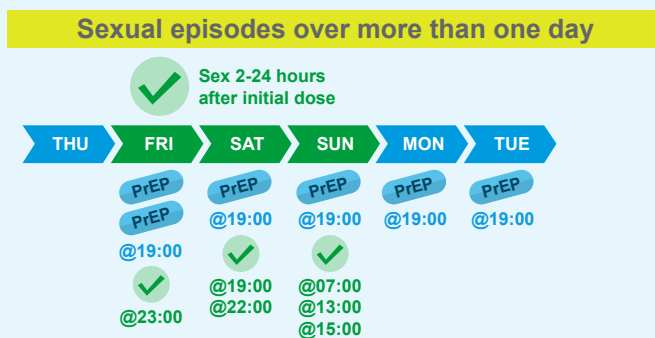 Sexual episodes over more than one day
Sex 2-24 hours
after initial dose
THU FRI SAT SUN MON TUE
PrEP PrEP PrEP PrEP PrEP
PrEP
@19:00 @19:00 @19:00 @19:00
@19:00
@19:00 @07:00
@22:00 @13:00
@23:00
@15:00